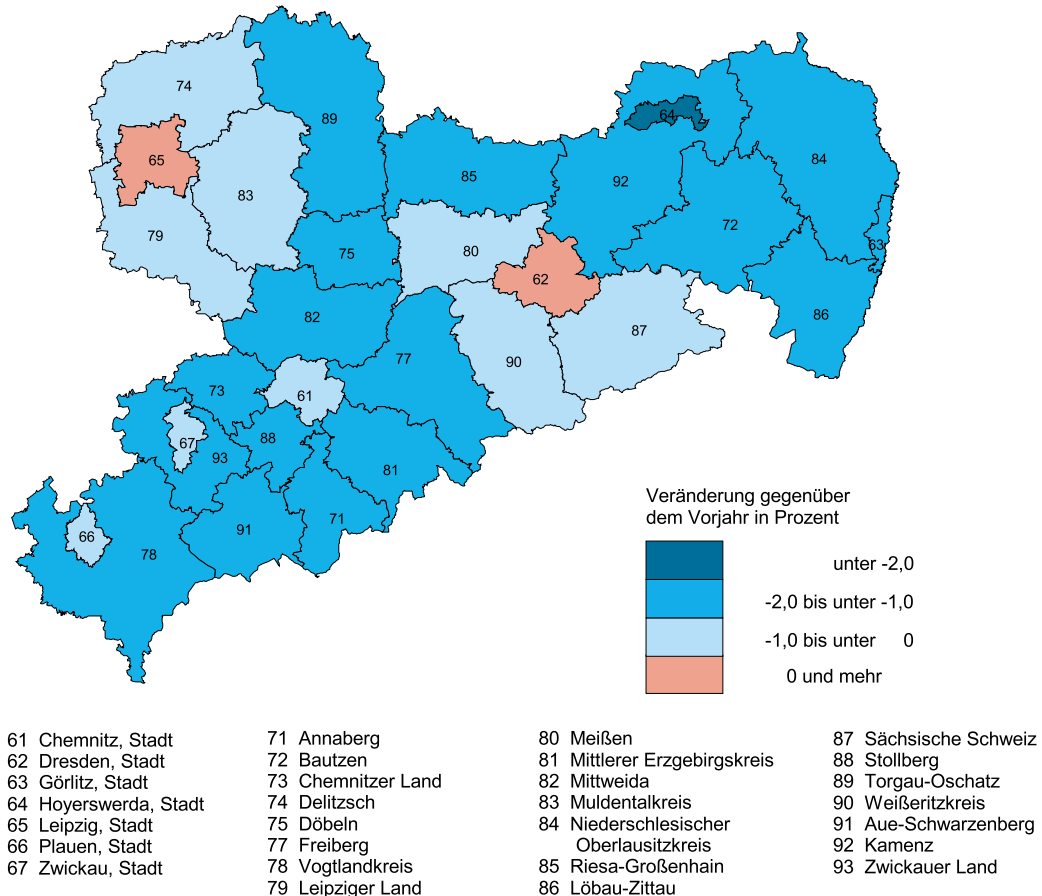 74
89
64
65
84
85
92
83
72
79
80
75
63
62
82
86
87
77
90
73
61
88
67
93
81
71
91
66
78
Veränderung gegenüber
dem Vorjahr in Prozent
unter -2,0
-2,0 bis unter -1,0
-1,0 bis unter 0
0 und mehr
61 Chemnitz, Stadt
62 Dresden, Stadt
63 Görlitz, Stadt
64 Hoyerswerda, Stadt
65 Leipzig, Stadt
66 Plauen, Stadt
67 Zwickau, Stadt
71 Annaberg
72 Bautzen
73 Chemnitzer Land
74 Delitzsch
75 Döbeln
77 Freiberg
78 Vogtlandkreis
79 Leipziger Land
80 Meißen
81 Mittlerer Erzgebirgskreis
82 Mittweida
83 Muldentalkreis
84 Niederschlesischer
Oberlausitzkreis
85 Riesa-Großenhain
86 Löbau-Zittau
87 Sächsische Schweiz
88 Stollberg
89 Torgau-Oschatz
90 Weißeritzkreis
91 Aue-Schwarzenberg
92 Kamenz
93 Zwickauer Land